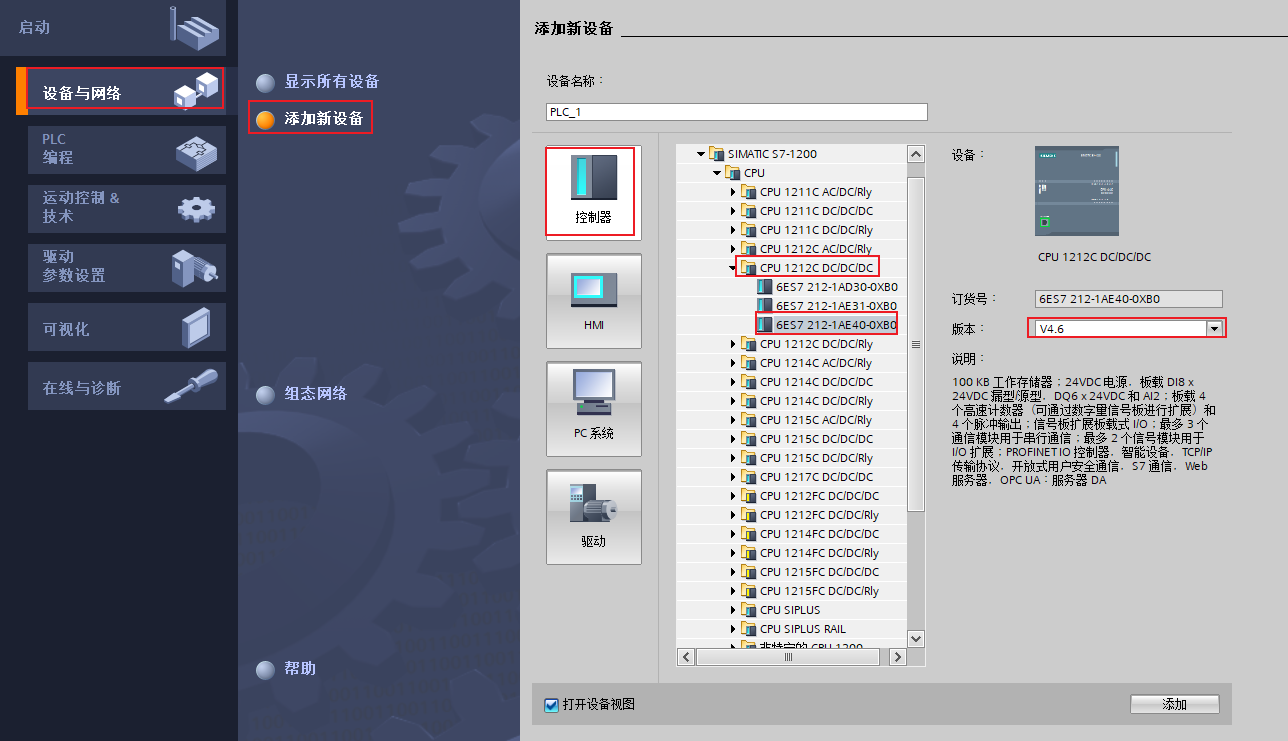 启动
设备与网络
PLC
编程
运动控制 &
技术
驱动
参数设置
可视化
在线与诊断
显示所有设备
添加新设备
组态网络
帮助
添加新设备
设备名称：
PLC_1
控制器
HMI
PC 系统
驱动
SIMATIC S7-1200
CPU
CPU 1211C AC/DC/Rly
CPU 1211C DC/DC/DC
CPU 1211C DC/DC/Rly
CPU 1212C AC/DC/Rly
CPU 1212C DC/DC/DC
6ES7 212-1AD30-0XB0
6ES7 212-1AE31-0XB0
6ES7 212-1AE40-0XB0
CPU 1212C DC/DC/Rly
CPU 1214C AC/DC/Rly
CPU 1214C DC/DC/DC
CPU 1214C DC/DC/Rly
CPU 1215C AC/DC/Rly
CPU 1215C DC/DC/DC
CPU 1215C DC/DC/Rly
CPU 1217C DC/DC/DC
CPU 1212FC DC/DC/DC
CPU 1212FC DC/DC/Rly
CPU 1214FC DC/DC/DC
CPU 1214FC DC/DC/Rly
CPU 1215FC DC/DC/DC
CPU 1215FC DC/DC/Rly
CPU SIPLUS
CPU SIPLUS RAIL
非特定的 CPU 1200
设备：
CPU 1212C DC/DC/DC
订货号：
6ES7 212-1AE40-0XB0
版本：
V4.6
说明：
100 KB 工作存储器；24VDC 电源，板载 DI8 x
24VDC 漏型/源型，DQ6 x 24VDC 和 AI2；板载 4
个高速计数器（可通过数字量信号板进行扩展）和
4 个脉冲输出；信号板扩展板载式 I/O；最多 3 个
通信模块用于串行通信；最多 2 个信号模块用于
I/O 扩展；PROFINET IO 控制器，智能设备，TCP/IP
传输协议，开放式用户安全通信，S7 通信，Web
服务器，OPC UA：服务器 DA
打开设备视图
添加